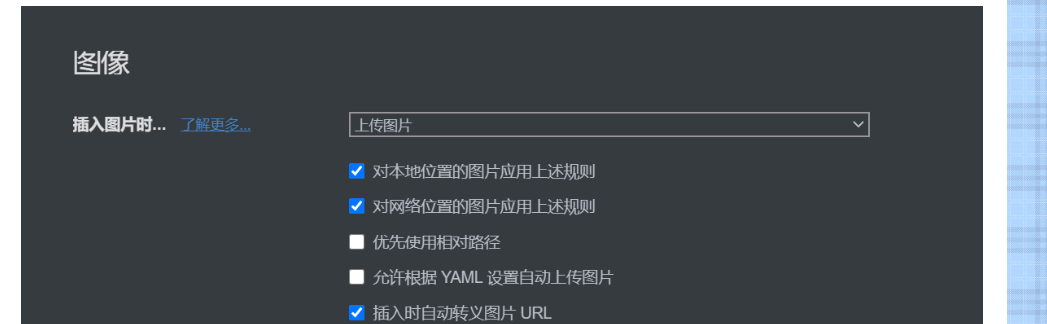 图像
插入图片时... 了解更多... 上传图片
对本地位置的图片应用上述规则
对网络位置的图片应用上述规则
优先使用相对路径
允许根据 YAML 设置自动上传图片
插入时自动转义图片 URL